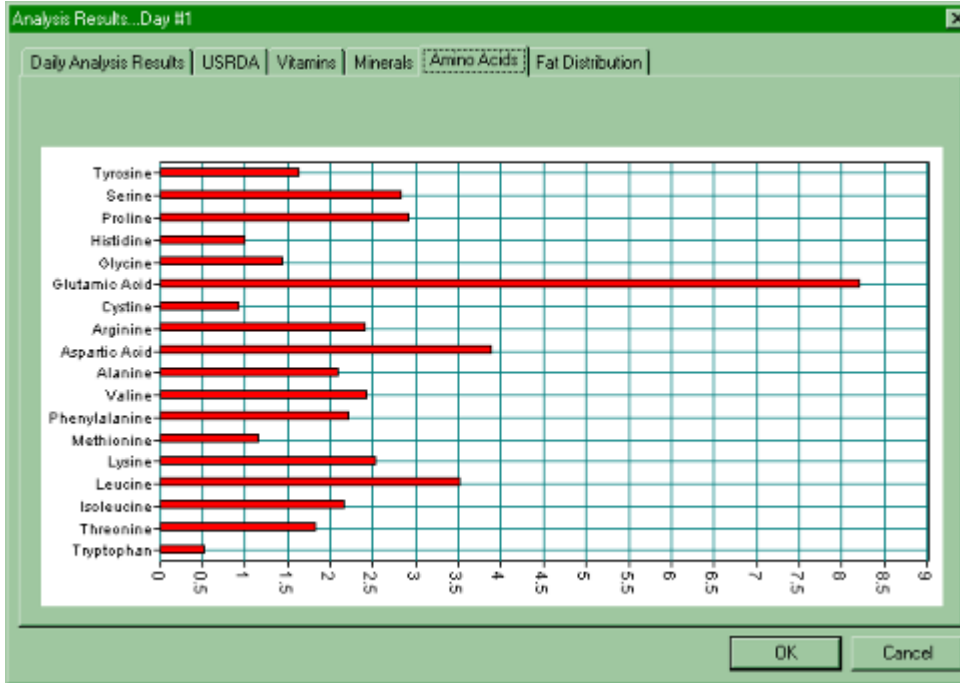 Analysis Results...Day #1
Daily Analysis Results USRDA Vitamins Minerals Amino Acids Fat Distribution
Tyrosine
Serine
Proline
Histidine
Glycine
Glutamic Acid
Cystine
Arginine
Aspartic Acid
Alanine
Valine
Phenylalanine
Methionine
Lysine
Leucine
Isoleucine
Threonine
Tryptophan
0 0.5 1 1.5 2 2.5 3 3.5 4 4.5 5 5.5 6 6.5 7 7.5 8 8.5 9
OK Cancel